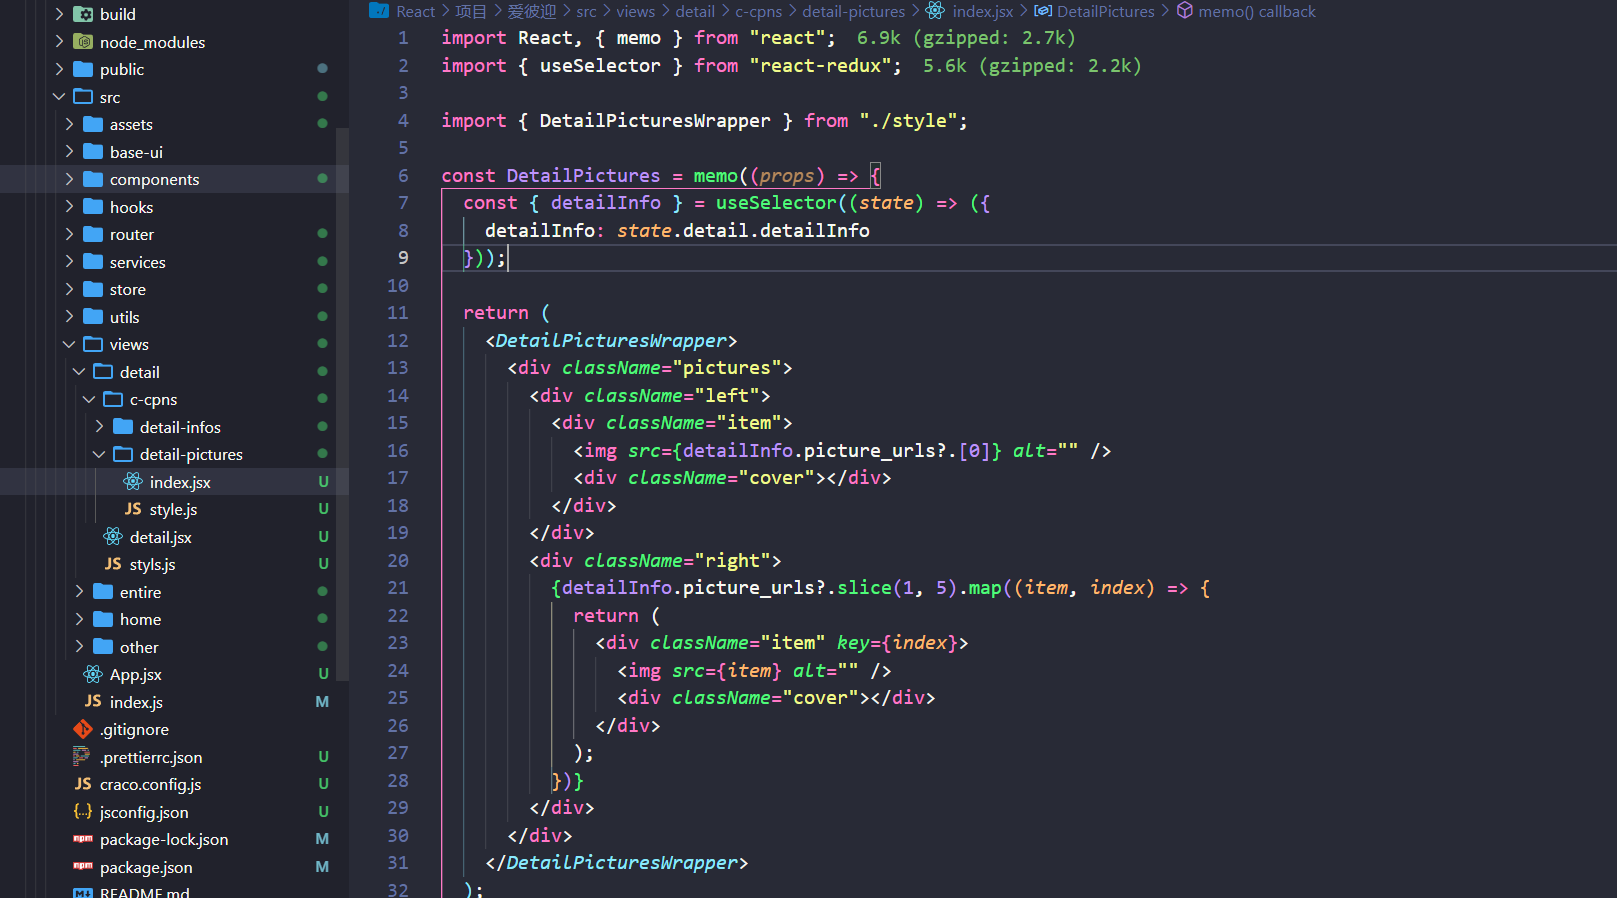 build
node_modules
public
src
assets
base-ui
components
hooks
router
services
store
utils
views
detail
c-cpns
detail-infos
detail-pictures
index.jsx U
JS style.js U
detail.jsx U
JS styls.js U
entire
home
other
App.jsx U
JS index.js M
.gitignore
.prettierrc.json U
JS craco.config.js U
{..} jsconfig.json U
npm package-lock.json M
npm package.json M
README.md
React > 项目 > 爱彼迎 > src > views > detail > c-cpns > detail-pictures > index.jsx > DetailPictures > memo() callback
1 import React, { memo } from "react"; 6.9k (gzipped: 2.7k)
2 import { useSelector } from "react-redux"; 5.6k (gzipped: 2.2k)
3
4 import { DetailPicturesWrapper } from "./style";
5
6 const DetailPictures = memo((props) => {
7 const { detailInfo } = useSelector((state) => ({
8 detailInfo: state.detail.detailInfo
9 }));
10
11 return (
12 <DetailPicturesWrapper>
13 <div className="pictures">
14 <div className="left">
15 <div className="item">
16 <img src={detailInfo.picture_urls?.[0]} alt="" />
17 <div className="cover"></div>
18 </div>
19 </div>
20 <div className="right">
21 {detailInfo.picture_urls?.slice(1, 5).map((item, index) => {
22 return (
23 <div className="item" key={index}>
24 <img src={item} alt="" />
25 <div className="cover"></div>
26 </div>
27 );
28 })}
29 </div>
30 </div>
31 </DetailPicturesWrapper>
32 );